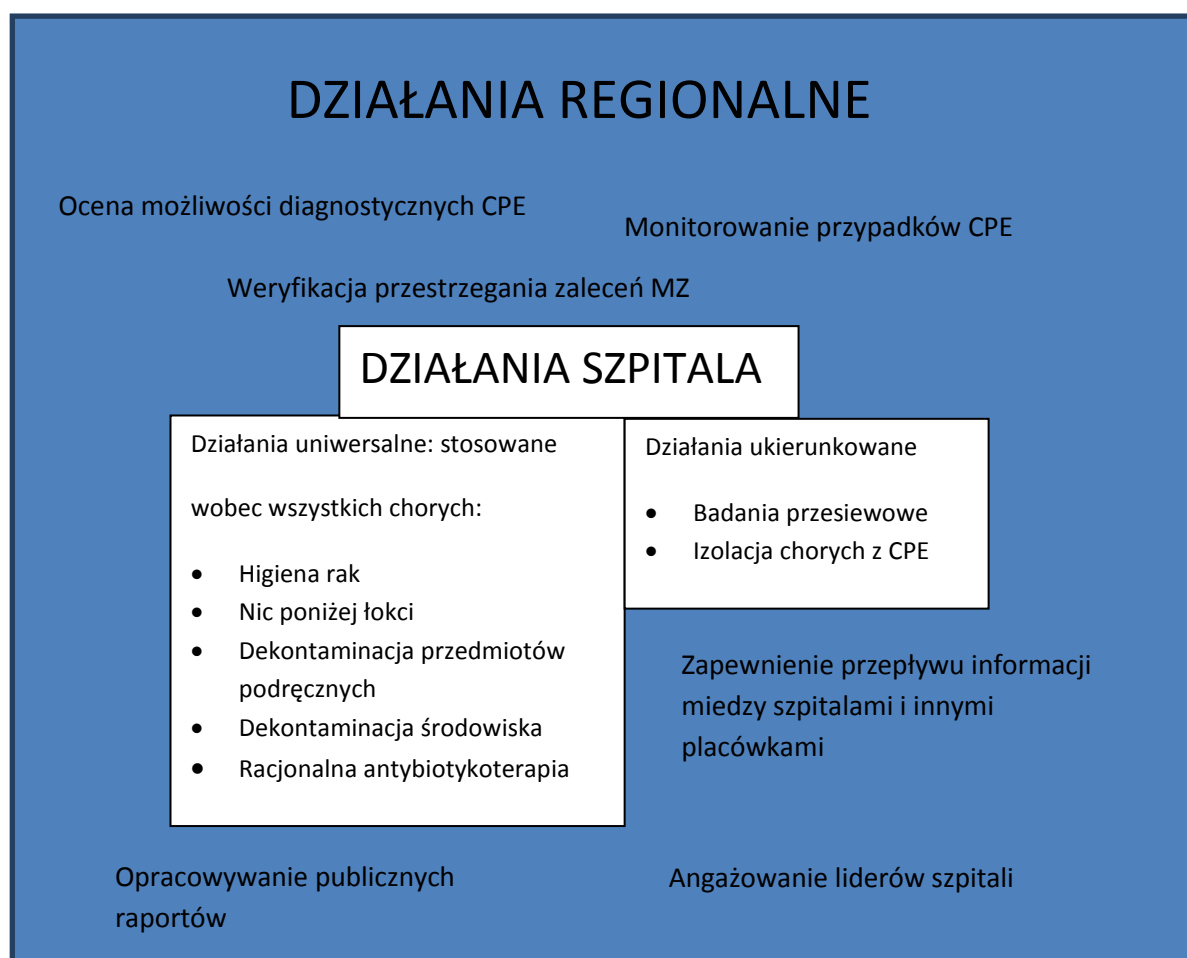 DZIAŁANIA REGIONALNE
Ocena możliwości diagnostycznych CPE
Monitorowanie przypadków CPE
Weryfikacja przestrzegania zaleceń MZ
DZIAŁANIA SZPITALA
Działania uniwersalne: stosowane
wobec wszystkich chorych:
• Higiena rak
• Nic poniżej łokci
• Dekontaminacja przedmiotów
podręcznych
• Dekontaminacja środowiska
• Racjonalna antybiotykoterapia
Działania ukierunkowane
• Badania przesiewowe
• Izolacja chorych z CPE
Zapewnienie przepływu informacji
miedzy szpitalami i innymi
placówkami
Opracowywanie publicznych
raportów
Angażowanie liderów szpitali